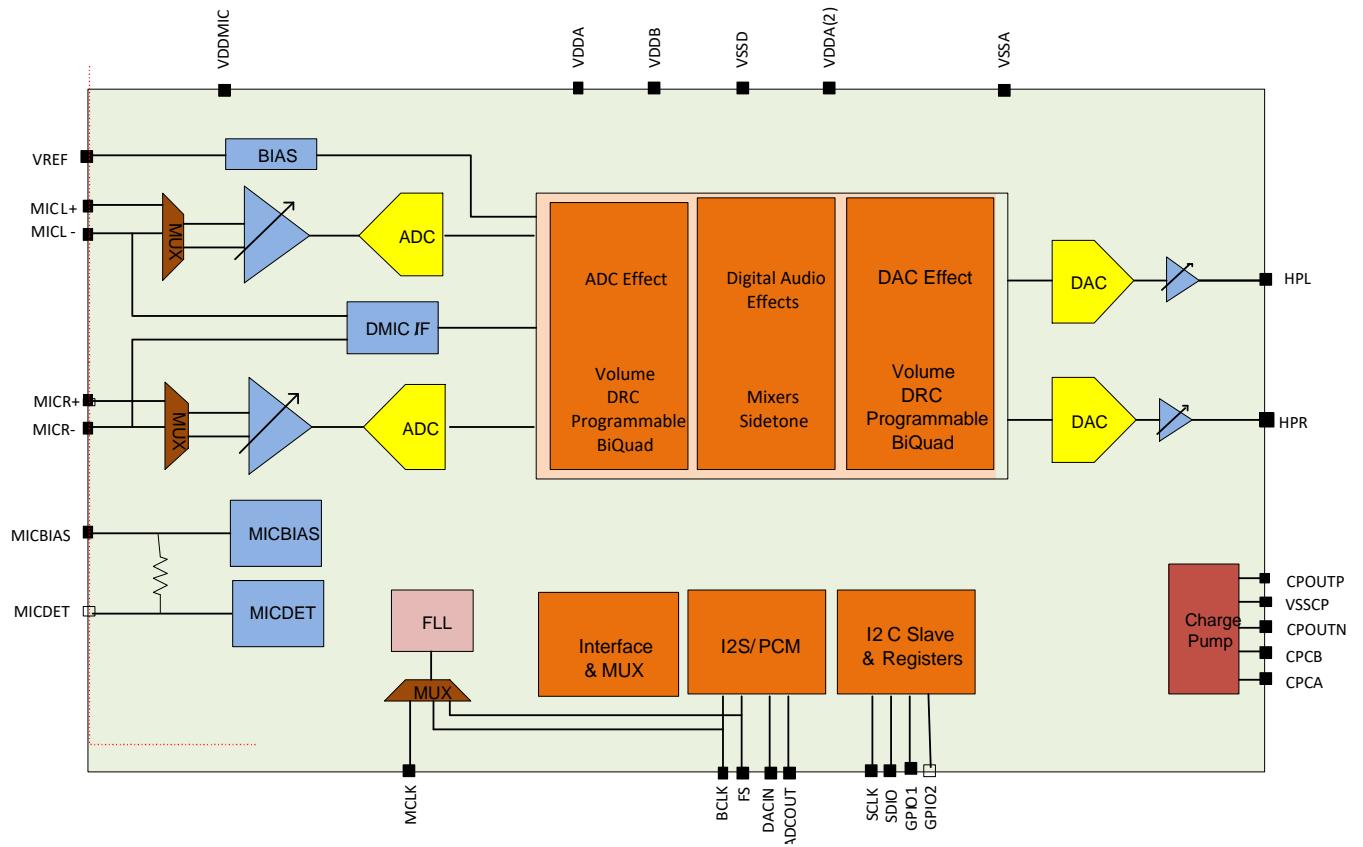 VDDMIC
VDDA
VDDB
VSSD
VDDA(2)
VSSA
VREF
BIAS
MICL+
MICL -
MUX
ADC
ADC Effect
Volume
DRC
Programmable
BiQuad
Digital Audio
Effects
Mixers
Sidetone
DAC Effect
Volume
DRC
Programmable
BiQuad
DAC
HPL
DMIC IF
MICR+
MICR-
MUX
ADC
DAC
HPR
MICBIAS
MICBIAS
MICDET
MICDET
FLL
MUX
Interface
& MUX
I2S/ PCM
I2 C Slave
& Registers
Charge
Pump
CPOUTP
VSSCP
CPOUTN
CPCB
CPCA
MCLK
BCLK
FS
DACIN
ADCOUT
SCLK
SDIO
GPIO1
GPIO2